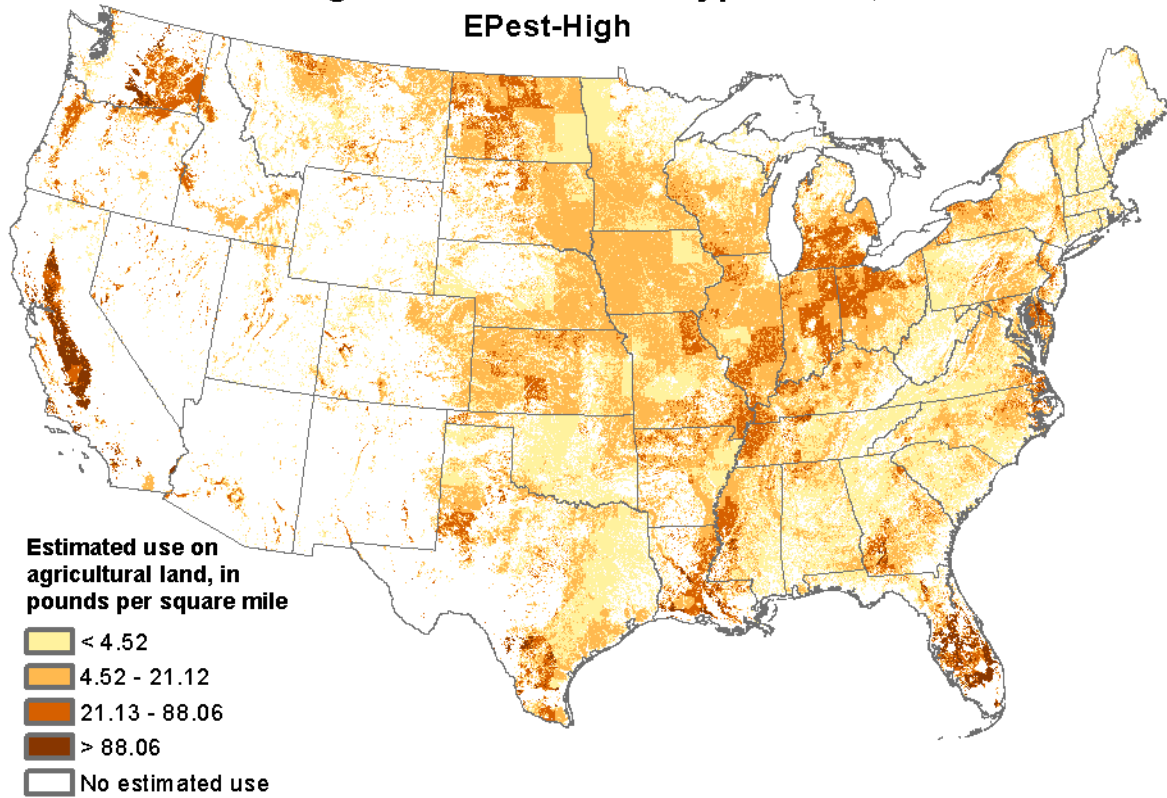 EPest-High
Estimated use on
agricultural land, in
pounds per square mile
< 4.52
4.52 - 21.12
21.13 - 88.06
> 88.06
No estimated use